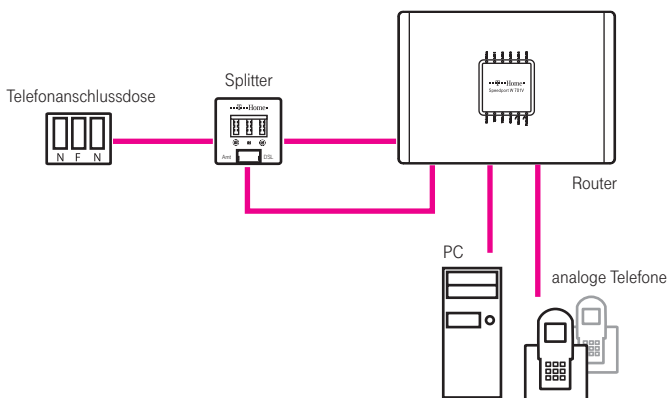 Telefonanschlussdose
N F N
Splitter
T Home
Amt DSL
T Home
Speedport W 701V
Router
PC
analoge Telefone